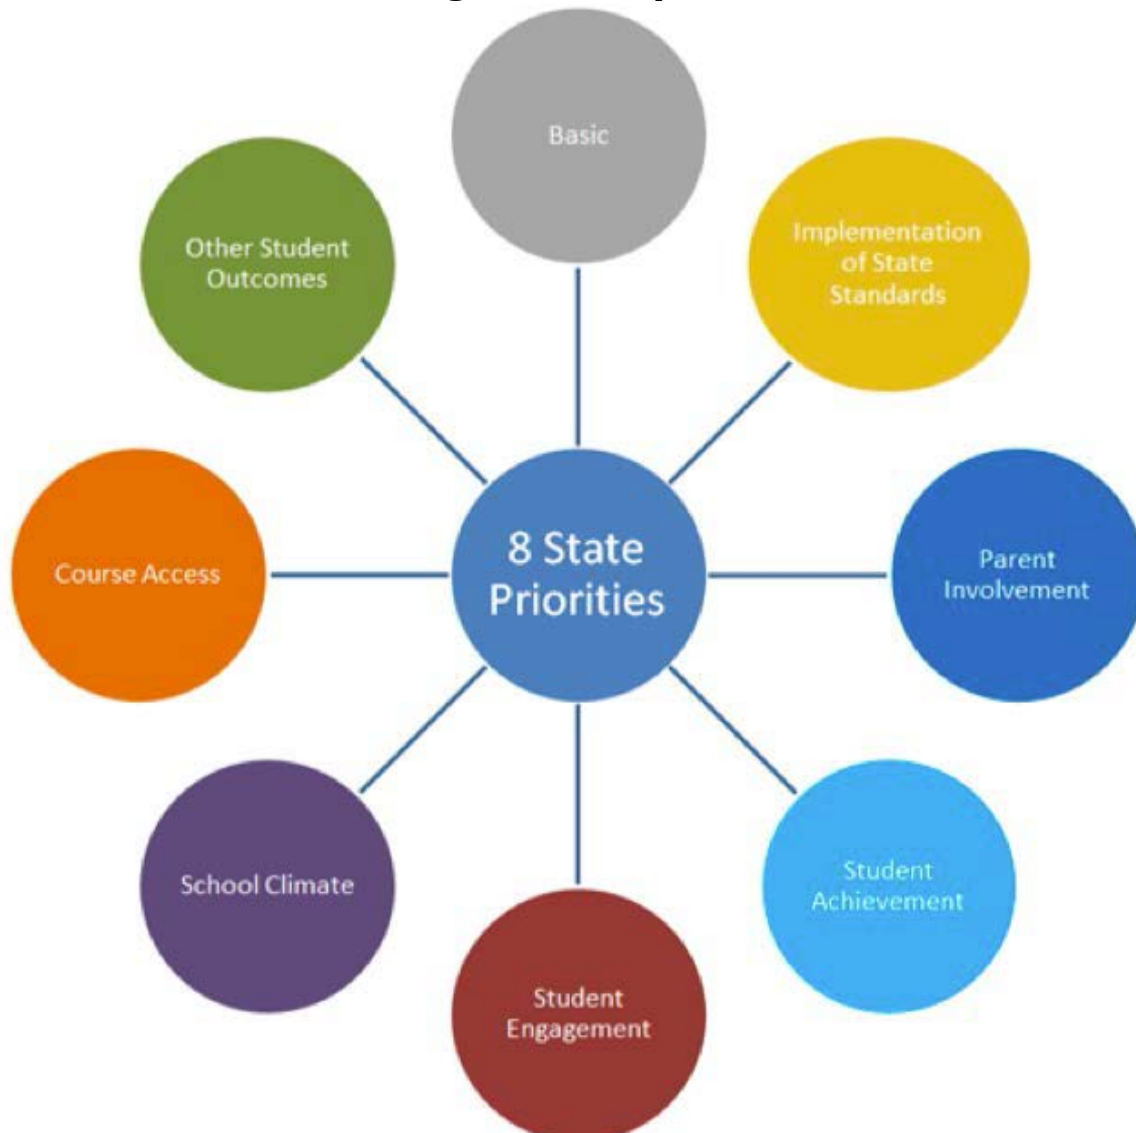 Basic
Implementation
of State
Standards
Parent
Involvement
Student
Achievement
Student
Engagement
School Climate
Course Access
Other Student
Outcomes
8 State
Priorities